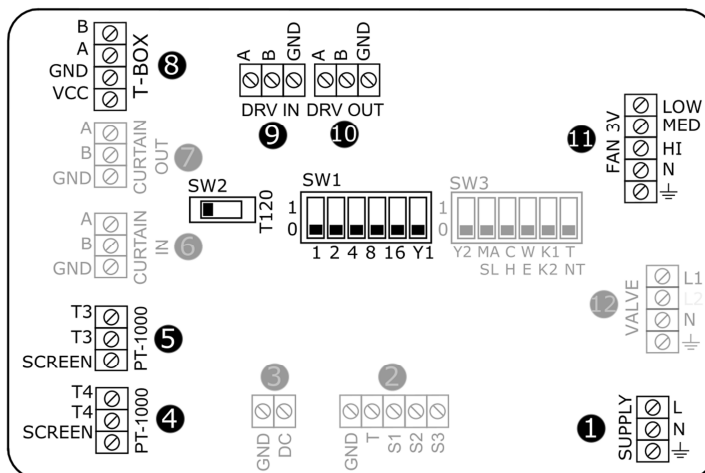 B
A
GND
VCC
T-BOX
8
A
B
GND
CURTAIN
OUT
7
A
B
GND
CURTAIN
IN
6
T3
T3
SCREEN
PT-1000
5
T4
T4
SCREEN
PT-1000
4
A B GND
DRV IN
9
A B GND
DRV OUT
10
SW2
T120
SW1
1
0
1 2 4 8 16 Y1
SW3
1
0
Y2 MA C W K1 T
SL H E K2 NT
3
GND DC
2
GND T S1 S2 S3
11
FAN 3V
LOW
MED
HI
N
12
VALVE
L1
L2
N
1
SUPPLY
L
N